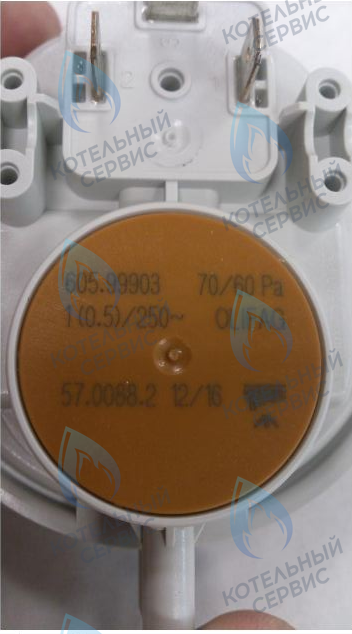 КОТЕЛЬНЫЙ
СЕРВИС
КОТЕЛЬНЫЙ
СЕРВИС
605.99903 70/60 Pa
1(0.5)/250~ OLIFAG
57.0088.2 12/16
КОТЕЛЬНЫЙ
СЕРВИС